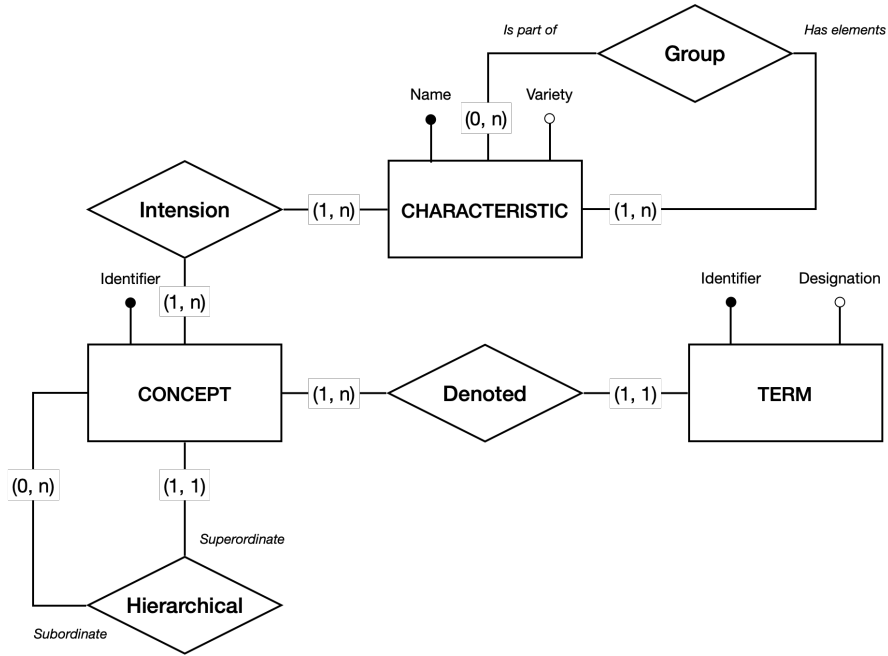 Is part of
Group
Has elements
Name
Variety
(0, n)
Intension
(1, n)
CHARACTERISTIC
(1, n)
Identifier
(1, n)
Identifier
Designation
CONCEPT
(1, n)
Denoted
(1, 1)
TERM
(0, n)
(1, 1)
Superordinate
Hierarchical
Subordinate